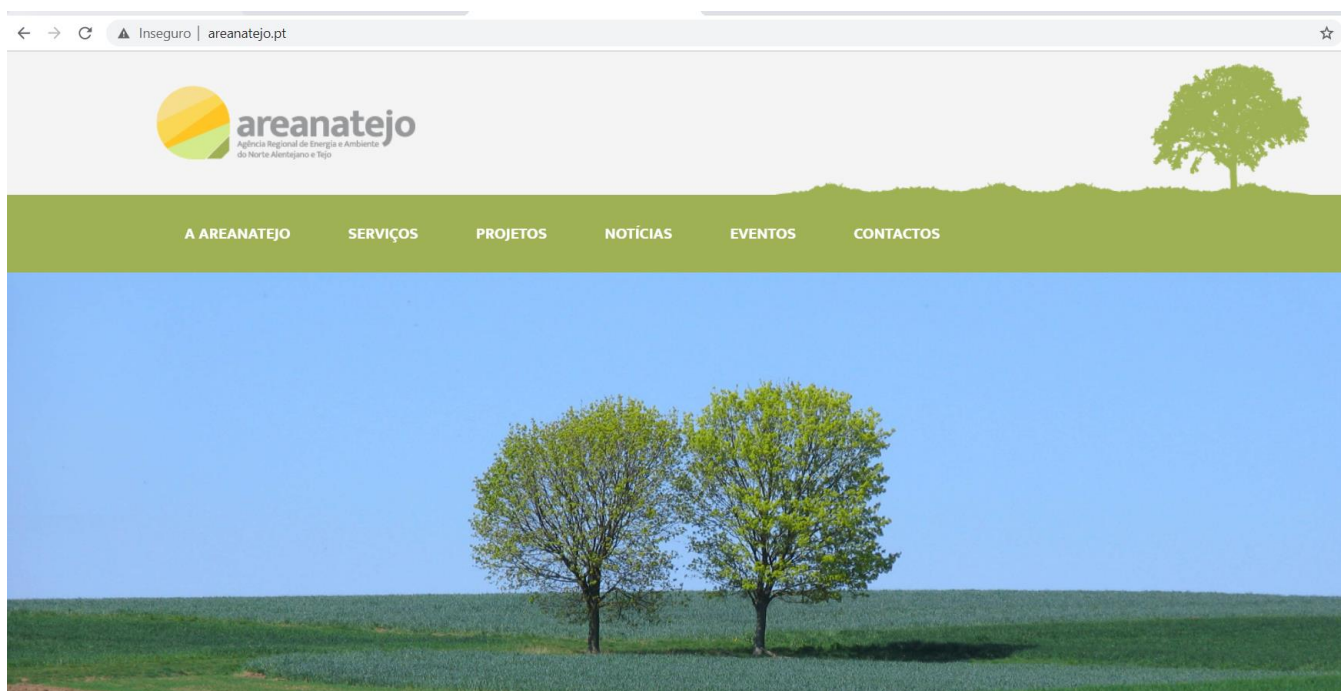 Inseguro | areanatejo.pt
areanatejo
Agência Regional de Energia e Ambiente
do Norte Alentejano e Tejo
A AREANATEJO SERVIÇOS PROJETOS NOTÍCIAS EVENTOS CONTACTOS